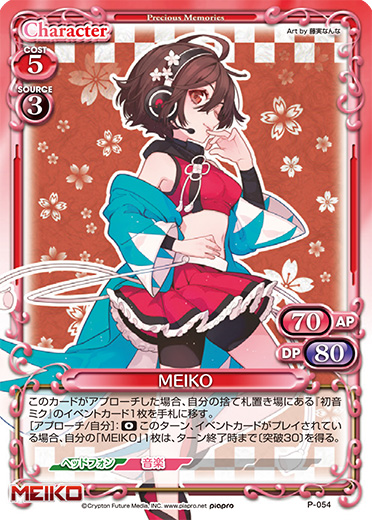 Precious Memories
Character
Art by 藤実なんな
COST
5
SOURCE
3
70 AP
DP 80
MEIKO
このカードがアプローチした場合、自分の捨て札置き場にある『初音
ミク』のイベントカード1枚を手札に移す。
［アプローチ/自分］：このターン、イベントカードがプレイされてい
る場合、自分の「MEIKO」1枚は、ターン終了時まで［突破30］を得る。
ヘッドフォン 音楽
MEIKO
©Crypton Future Media, INC. www.piapro.net piapro
P-054